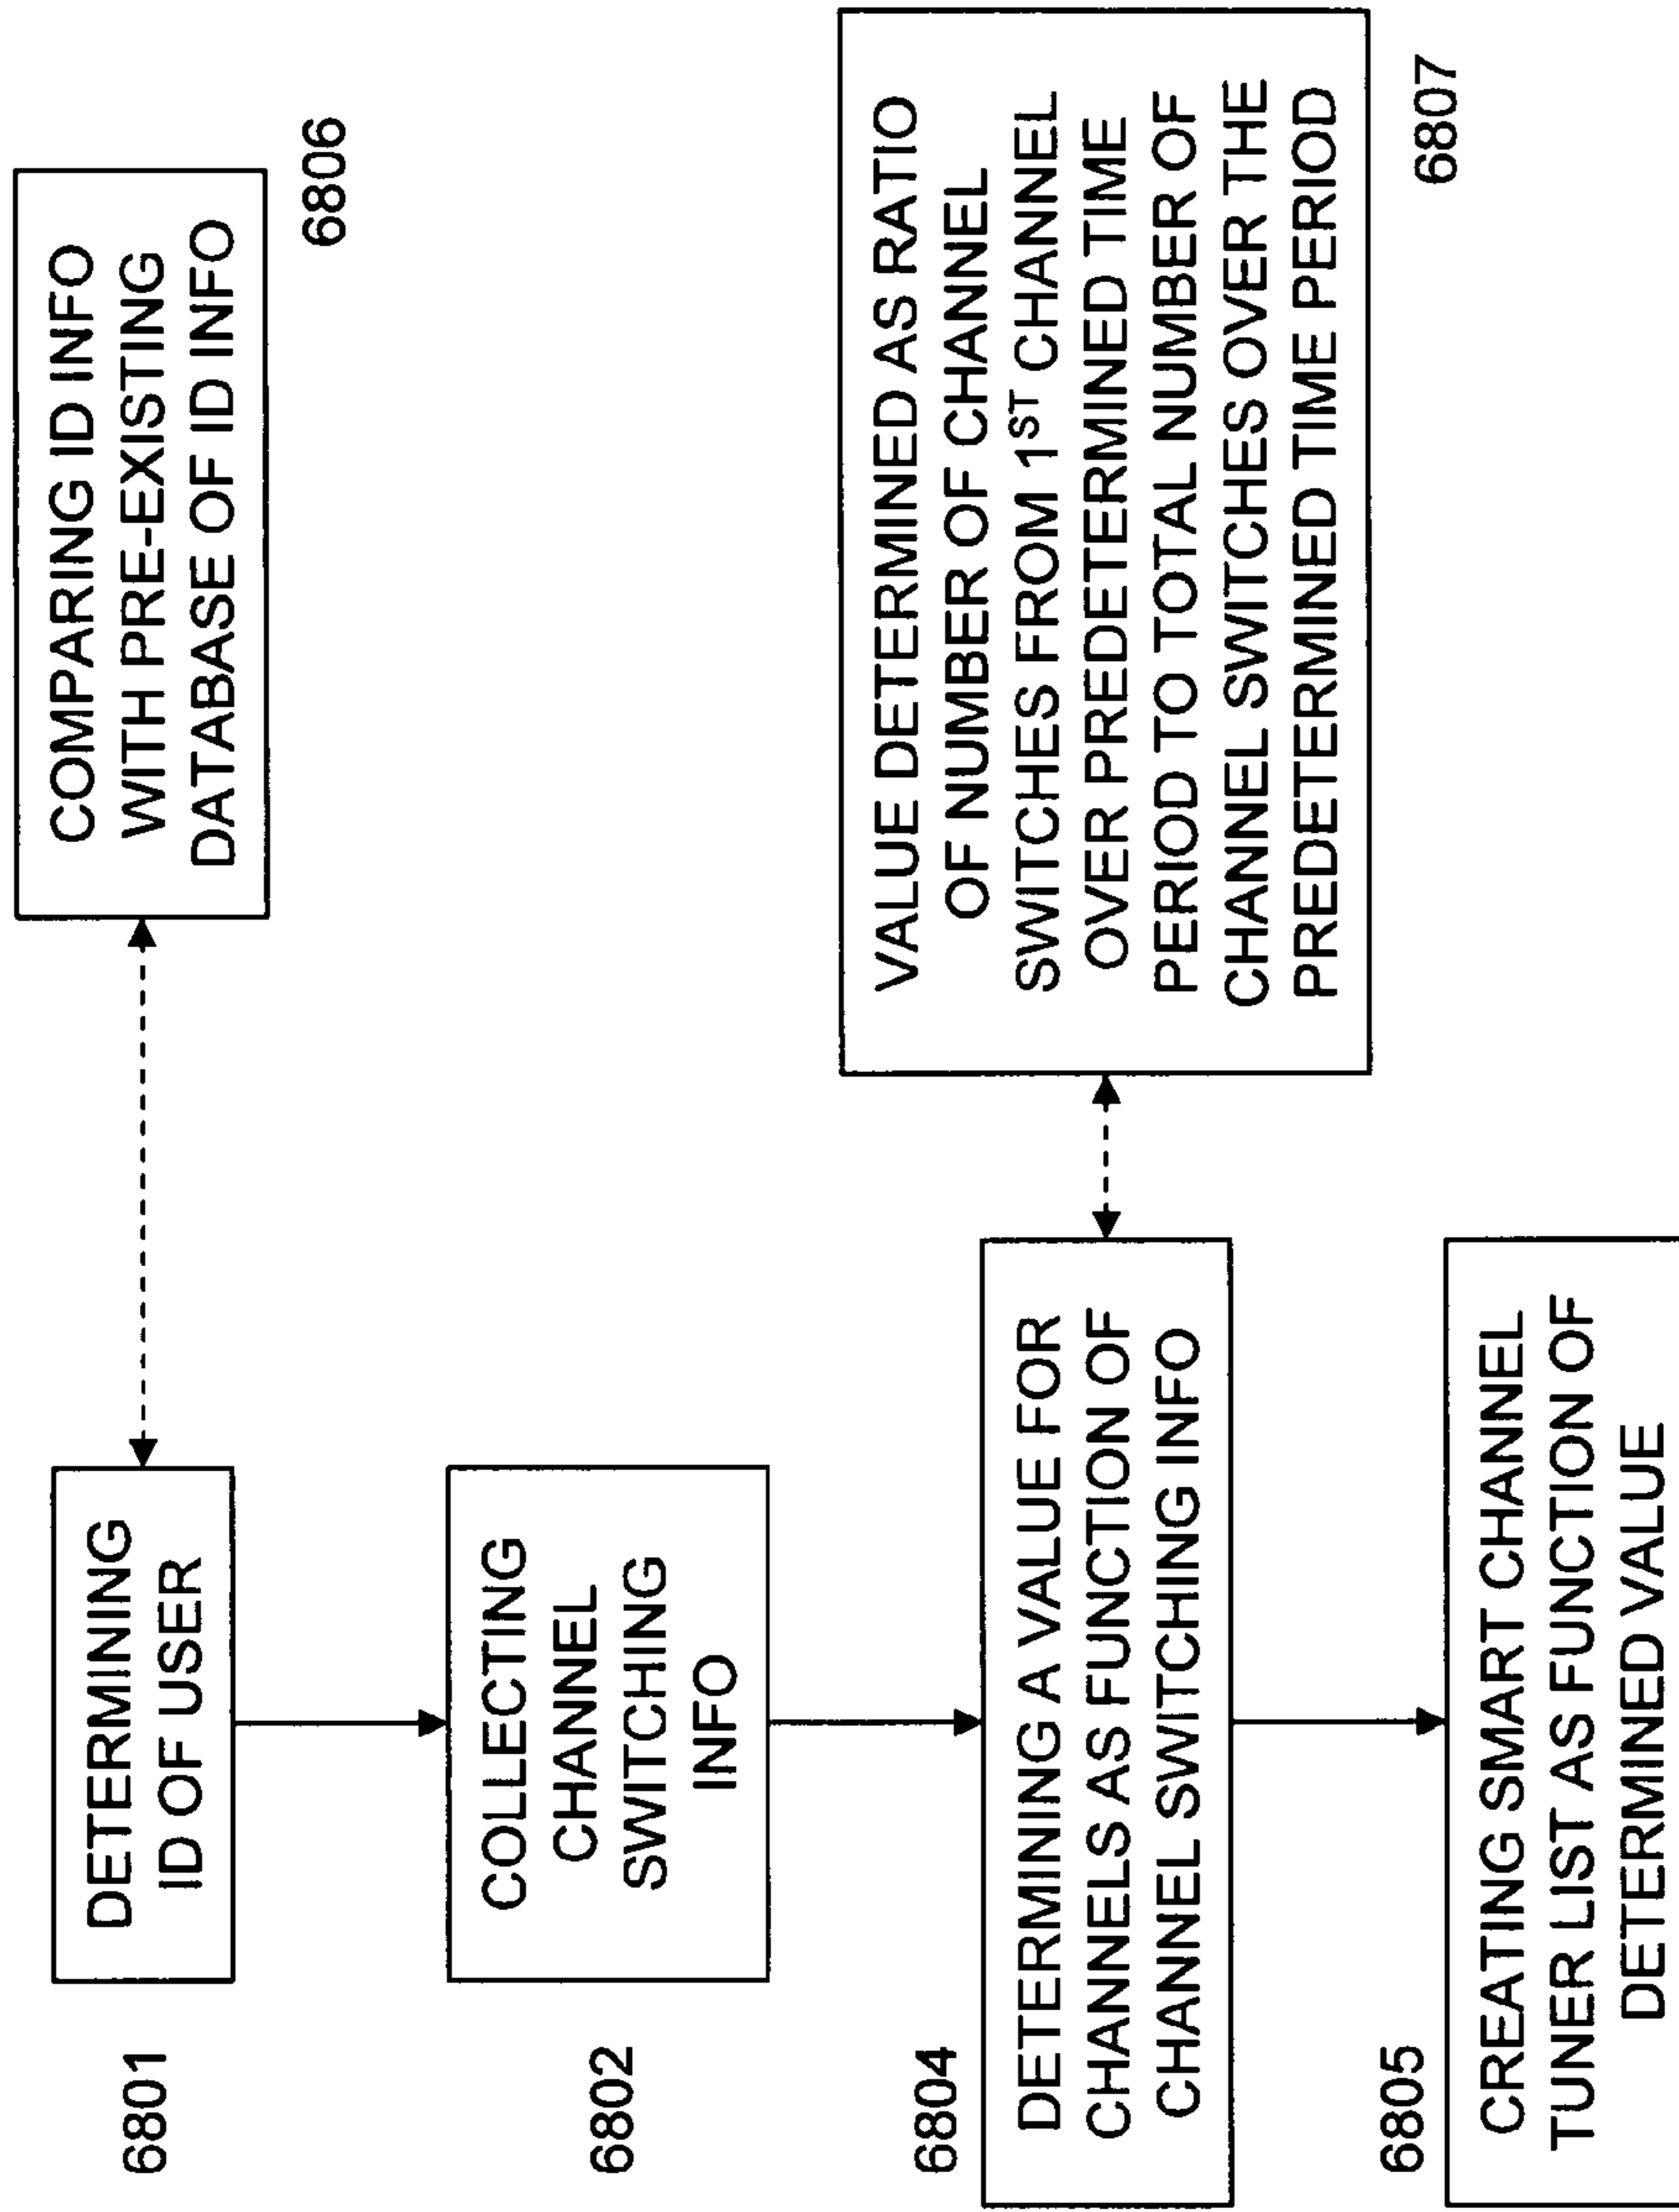 6801
DETERMINING
ID OF USER
COMPARING ID INFO
WITH PRE-EXISTING
DATABASE OF ID INFO
6806
6802
COLLECTING
CHANNEL
SWITCHING
INFO
6804
DETERMINING A VALUE FOR
CHANNELS AS FUNCTION OF
CHANNEL SWITCHING INFO
VALUE DETERMINED AS RATIO
OF NUMBER OF CHANNEL
SWITCHES FROM 1ST CHANNEL
OVER PREDETERMINED TIME
PERIOD TO TOTAL NUMBER OF
CHANNEL SWITCHES OVER THE
PREDETERMINED TIME PERIOD
6807
6805
CREATING SMART CHANNEL
TUNER LIST AS FUNCTION OF
DETERMINED VALUE